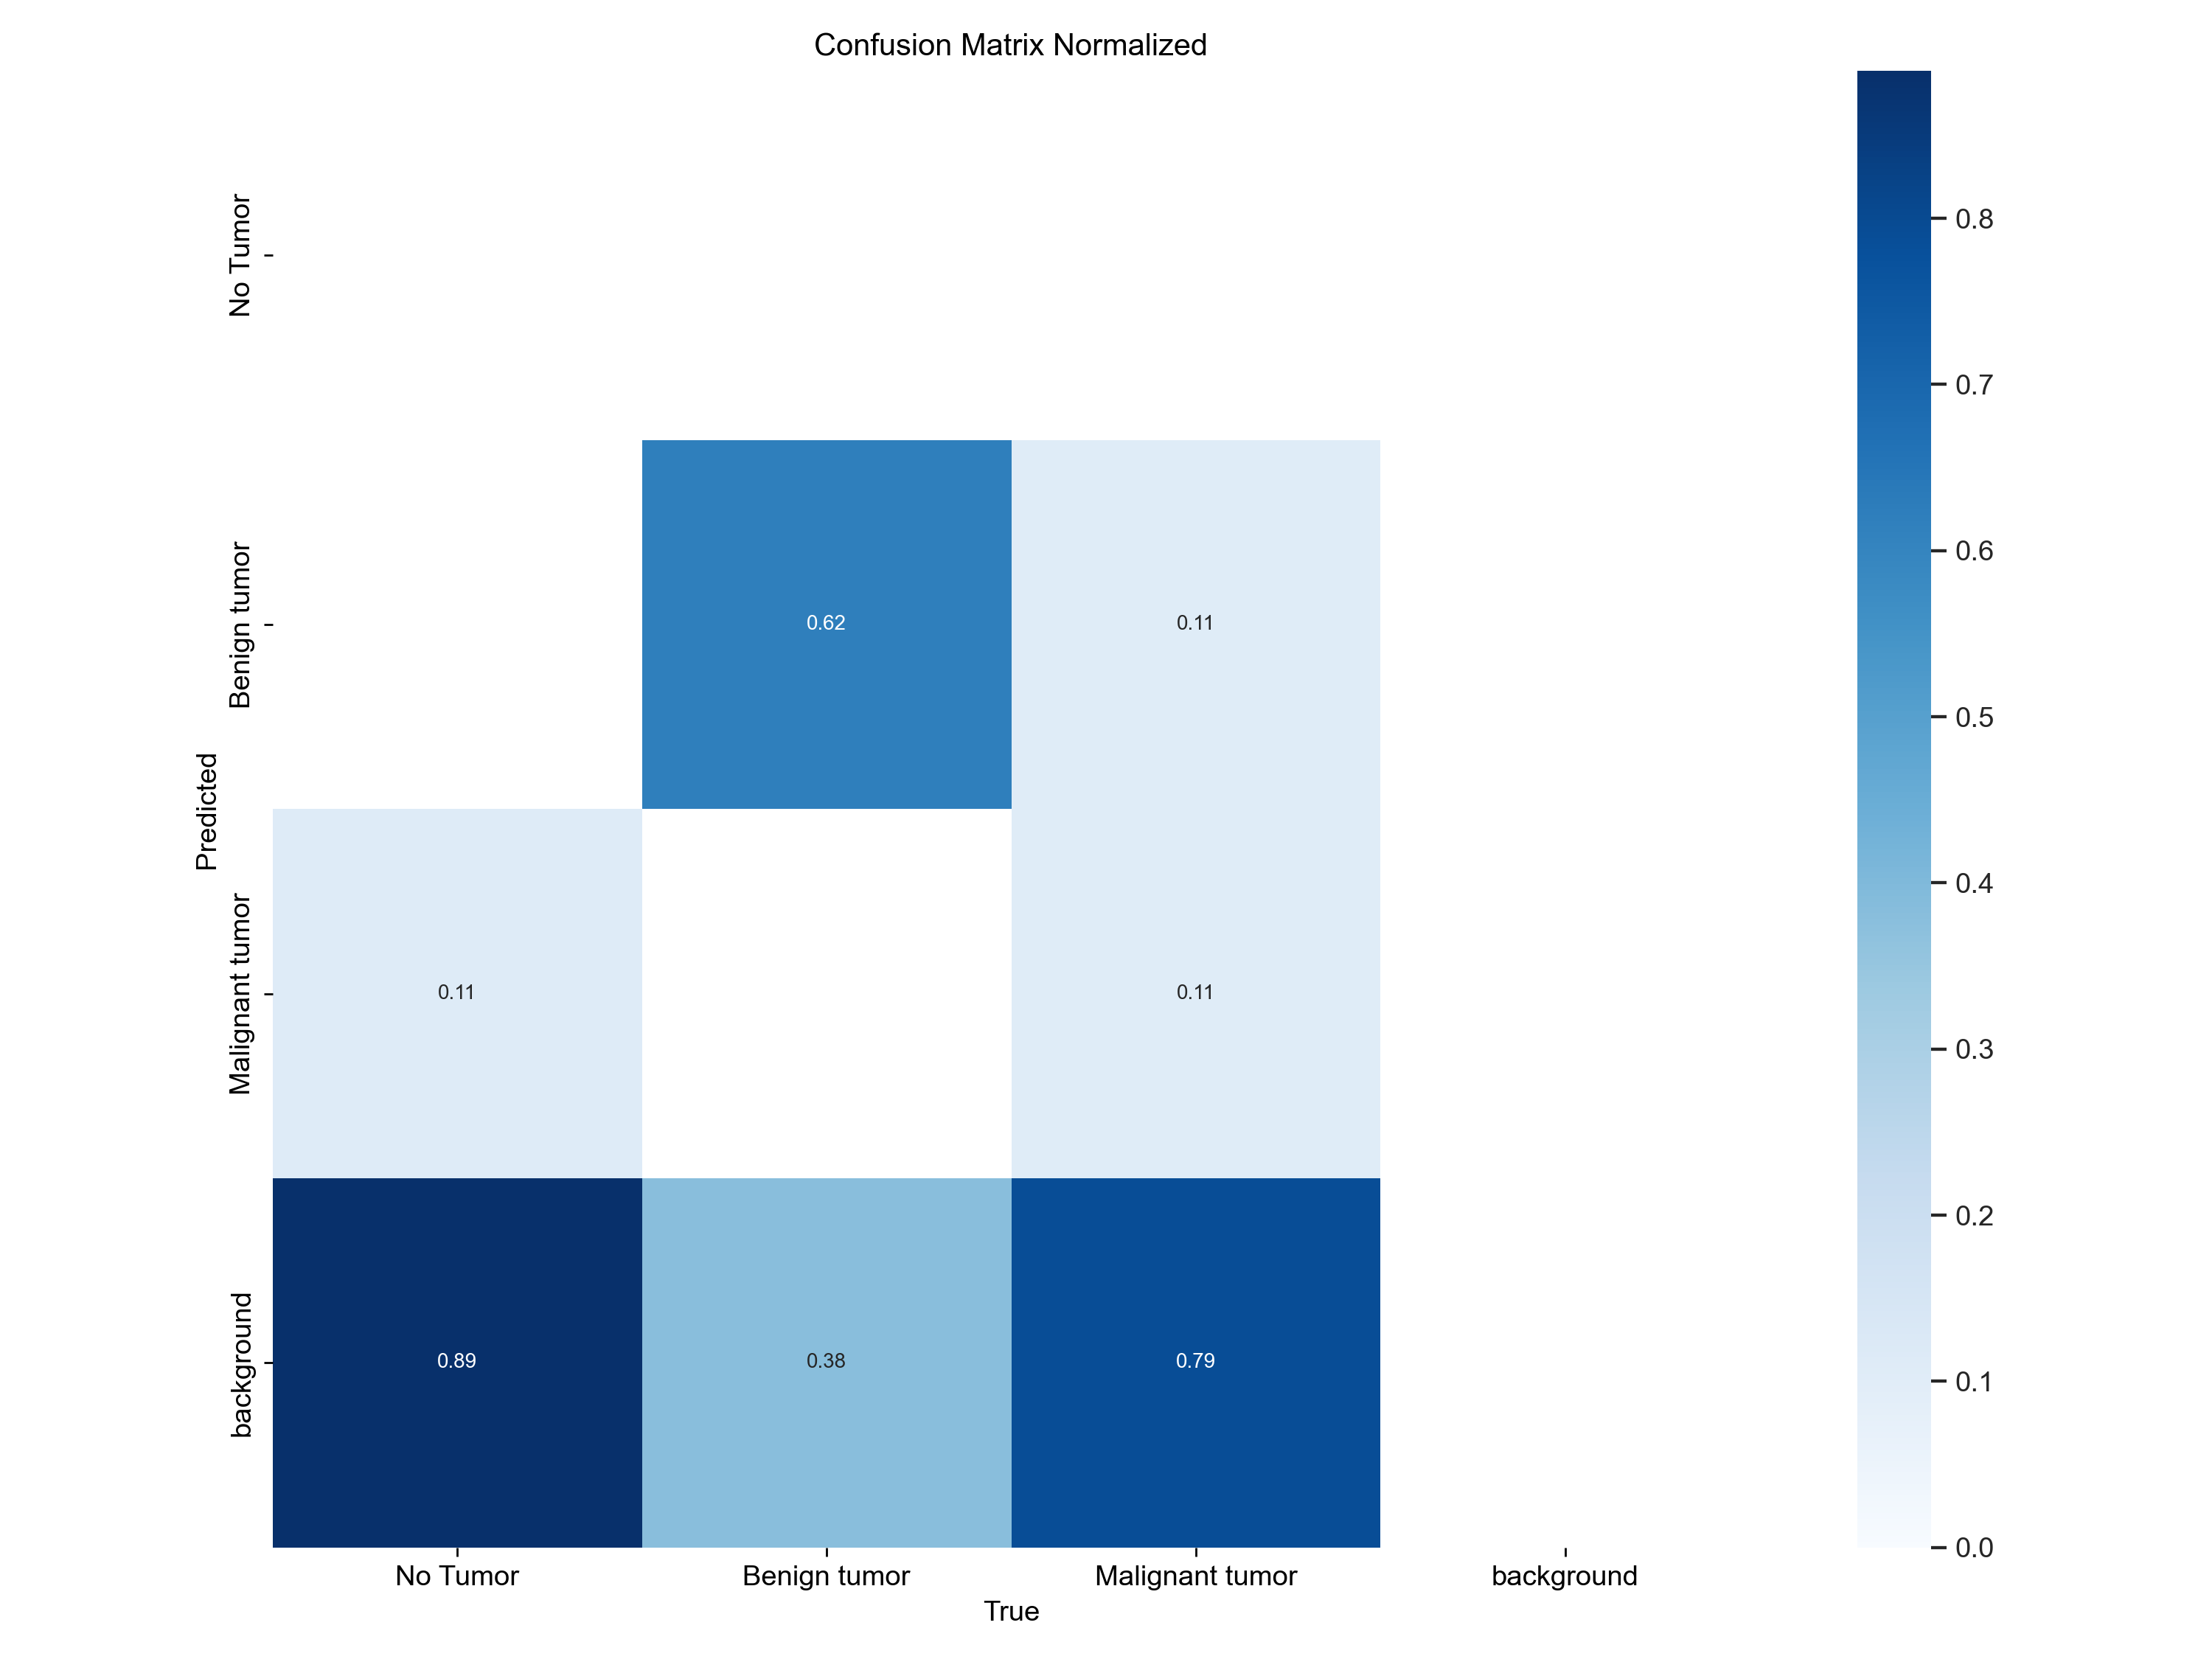 Confusion Matrix Normalized
No Tumor
Benign tumor
Malignant tumor
background
Predicted
0.62
0.11
0.11
0.11
0.89
0.38
0.79
No Tumor
Benign tumor
Malignant tumor
background
True
0.8
0.7
0.6
0.5
0.4
0.3
0.2
0.1
0.0